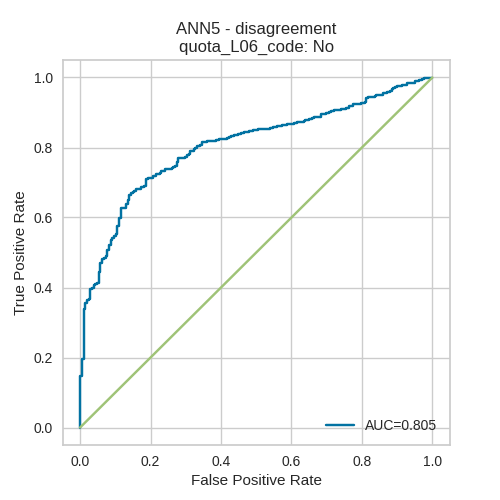 ANN5 - disagreement
quota_L06_code: No
1.0
0.8
0.6
0.4
0.2
0.0
True Positive Rate
AUC=0.805
0.0 0.2 0.4 0.6 0.8 1.0
False Positive Rate